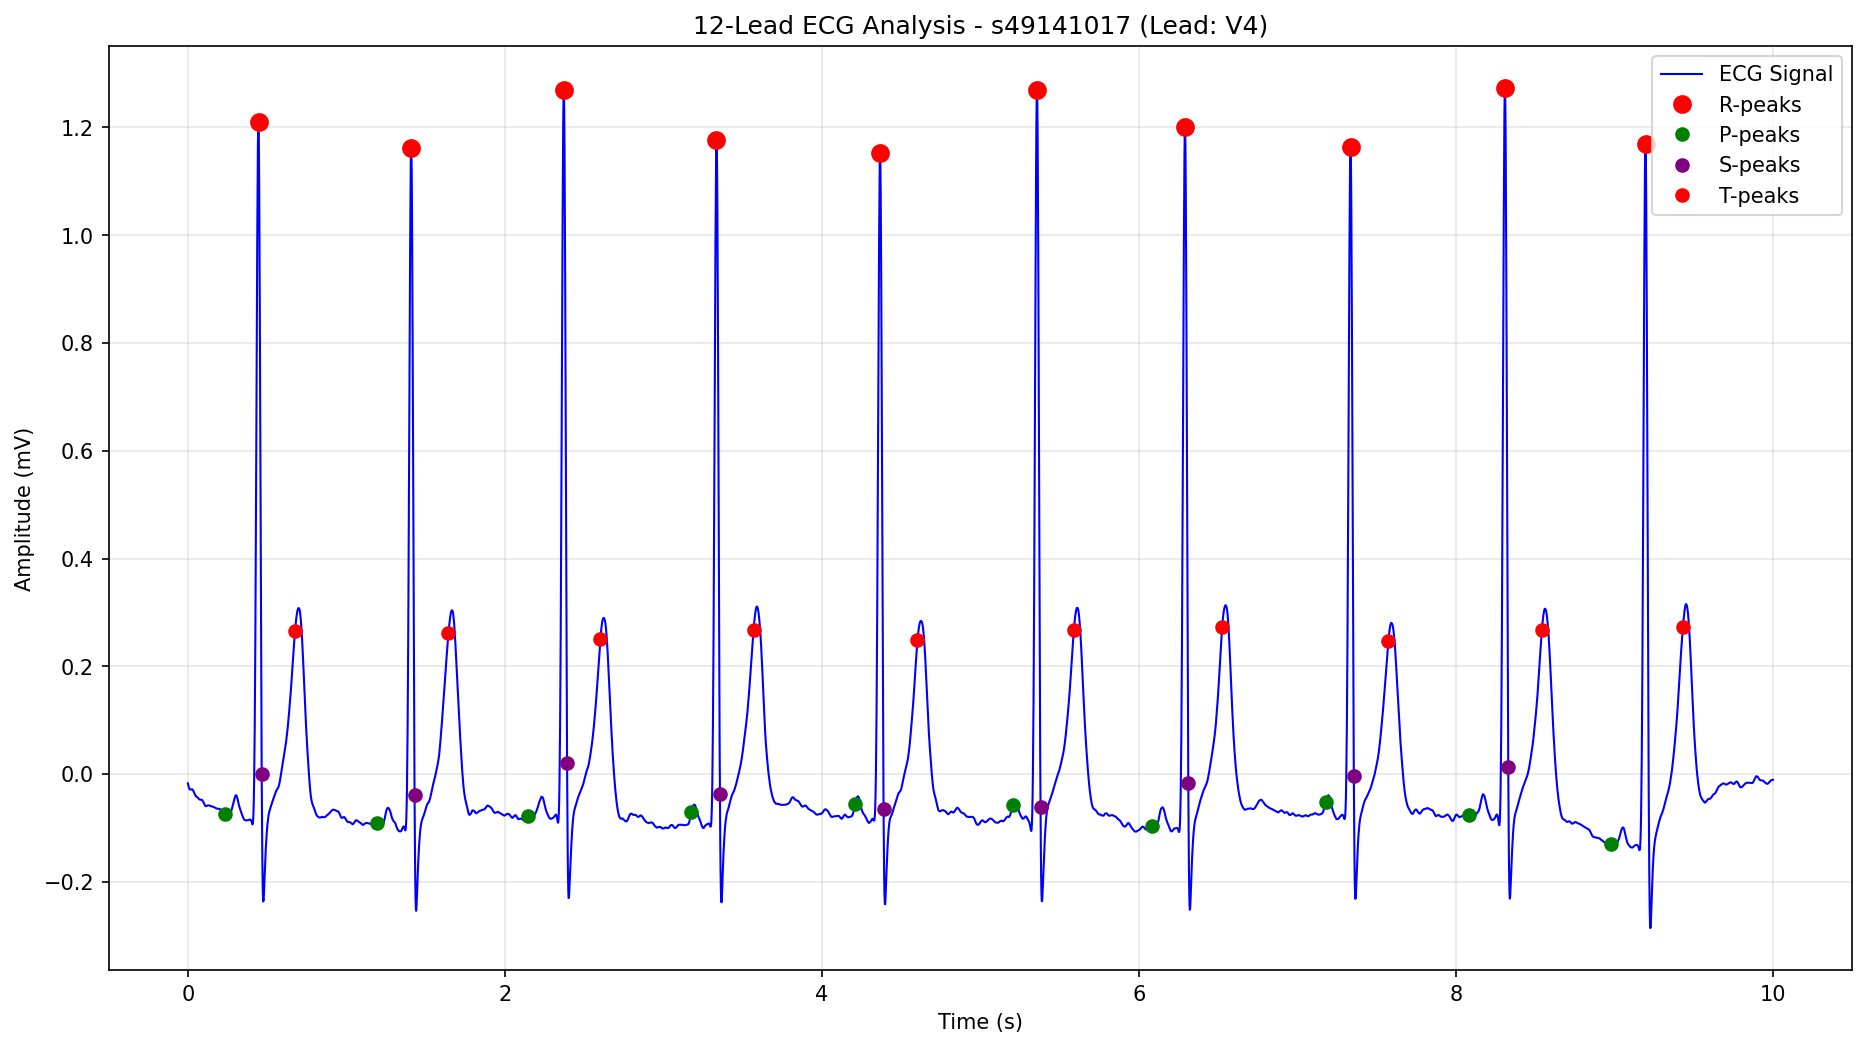 12-Lead ECG Analysis - s49141017 (Lead: V4)
ECG Signal
R-peaks
P-peaks
S-peaks
T-peaks
Amplitude (mV)
1.2
1.0
0.8
0.6
0.4
0.2
0.0
−0.2
0
2
4
6
8
10
Time (s)